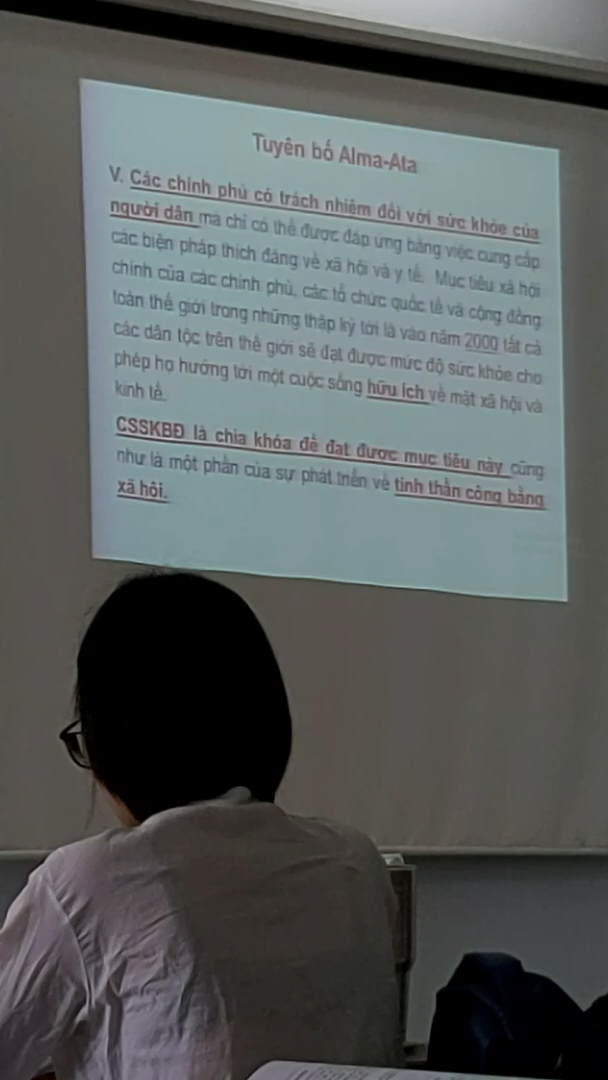 Tuyên bố Alma-Ata
V. Các chính phủ có trách nhiệm đối với sức khỏe của
người dân mà chỉ có thể được đáp ứng bằng việc cung cấp
các biện pháp thích đáng về xã hội và y tế. Mục tiêu xã hội
chính của các chính phủ, các tổ chức quốc tế và cộng đồng
toàn thế giới trong những thập kỷ tới là vào năm 2000 tất cả
các dân tộc trên thế giới sẽ đạt được mức độ sức khỏe cho
phép họ hướng tới một cuộc sống hữu ích về mặt xã hội và
kinh tế.
CSSKBĐ là chìa khóa để đạt được mục tiêu này cũng
như là một phần của sự phát triển về tinh thần công bằng
xã hội.